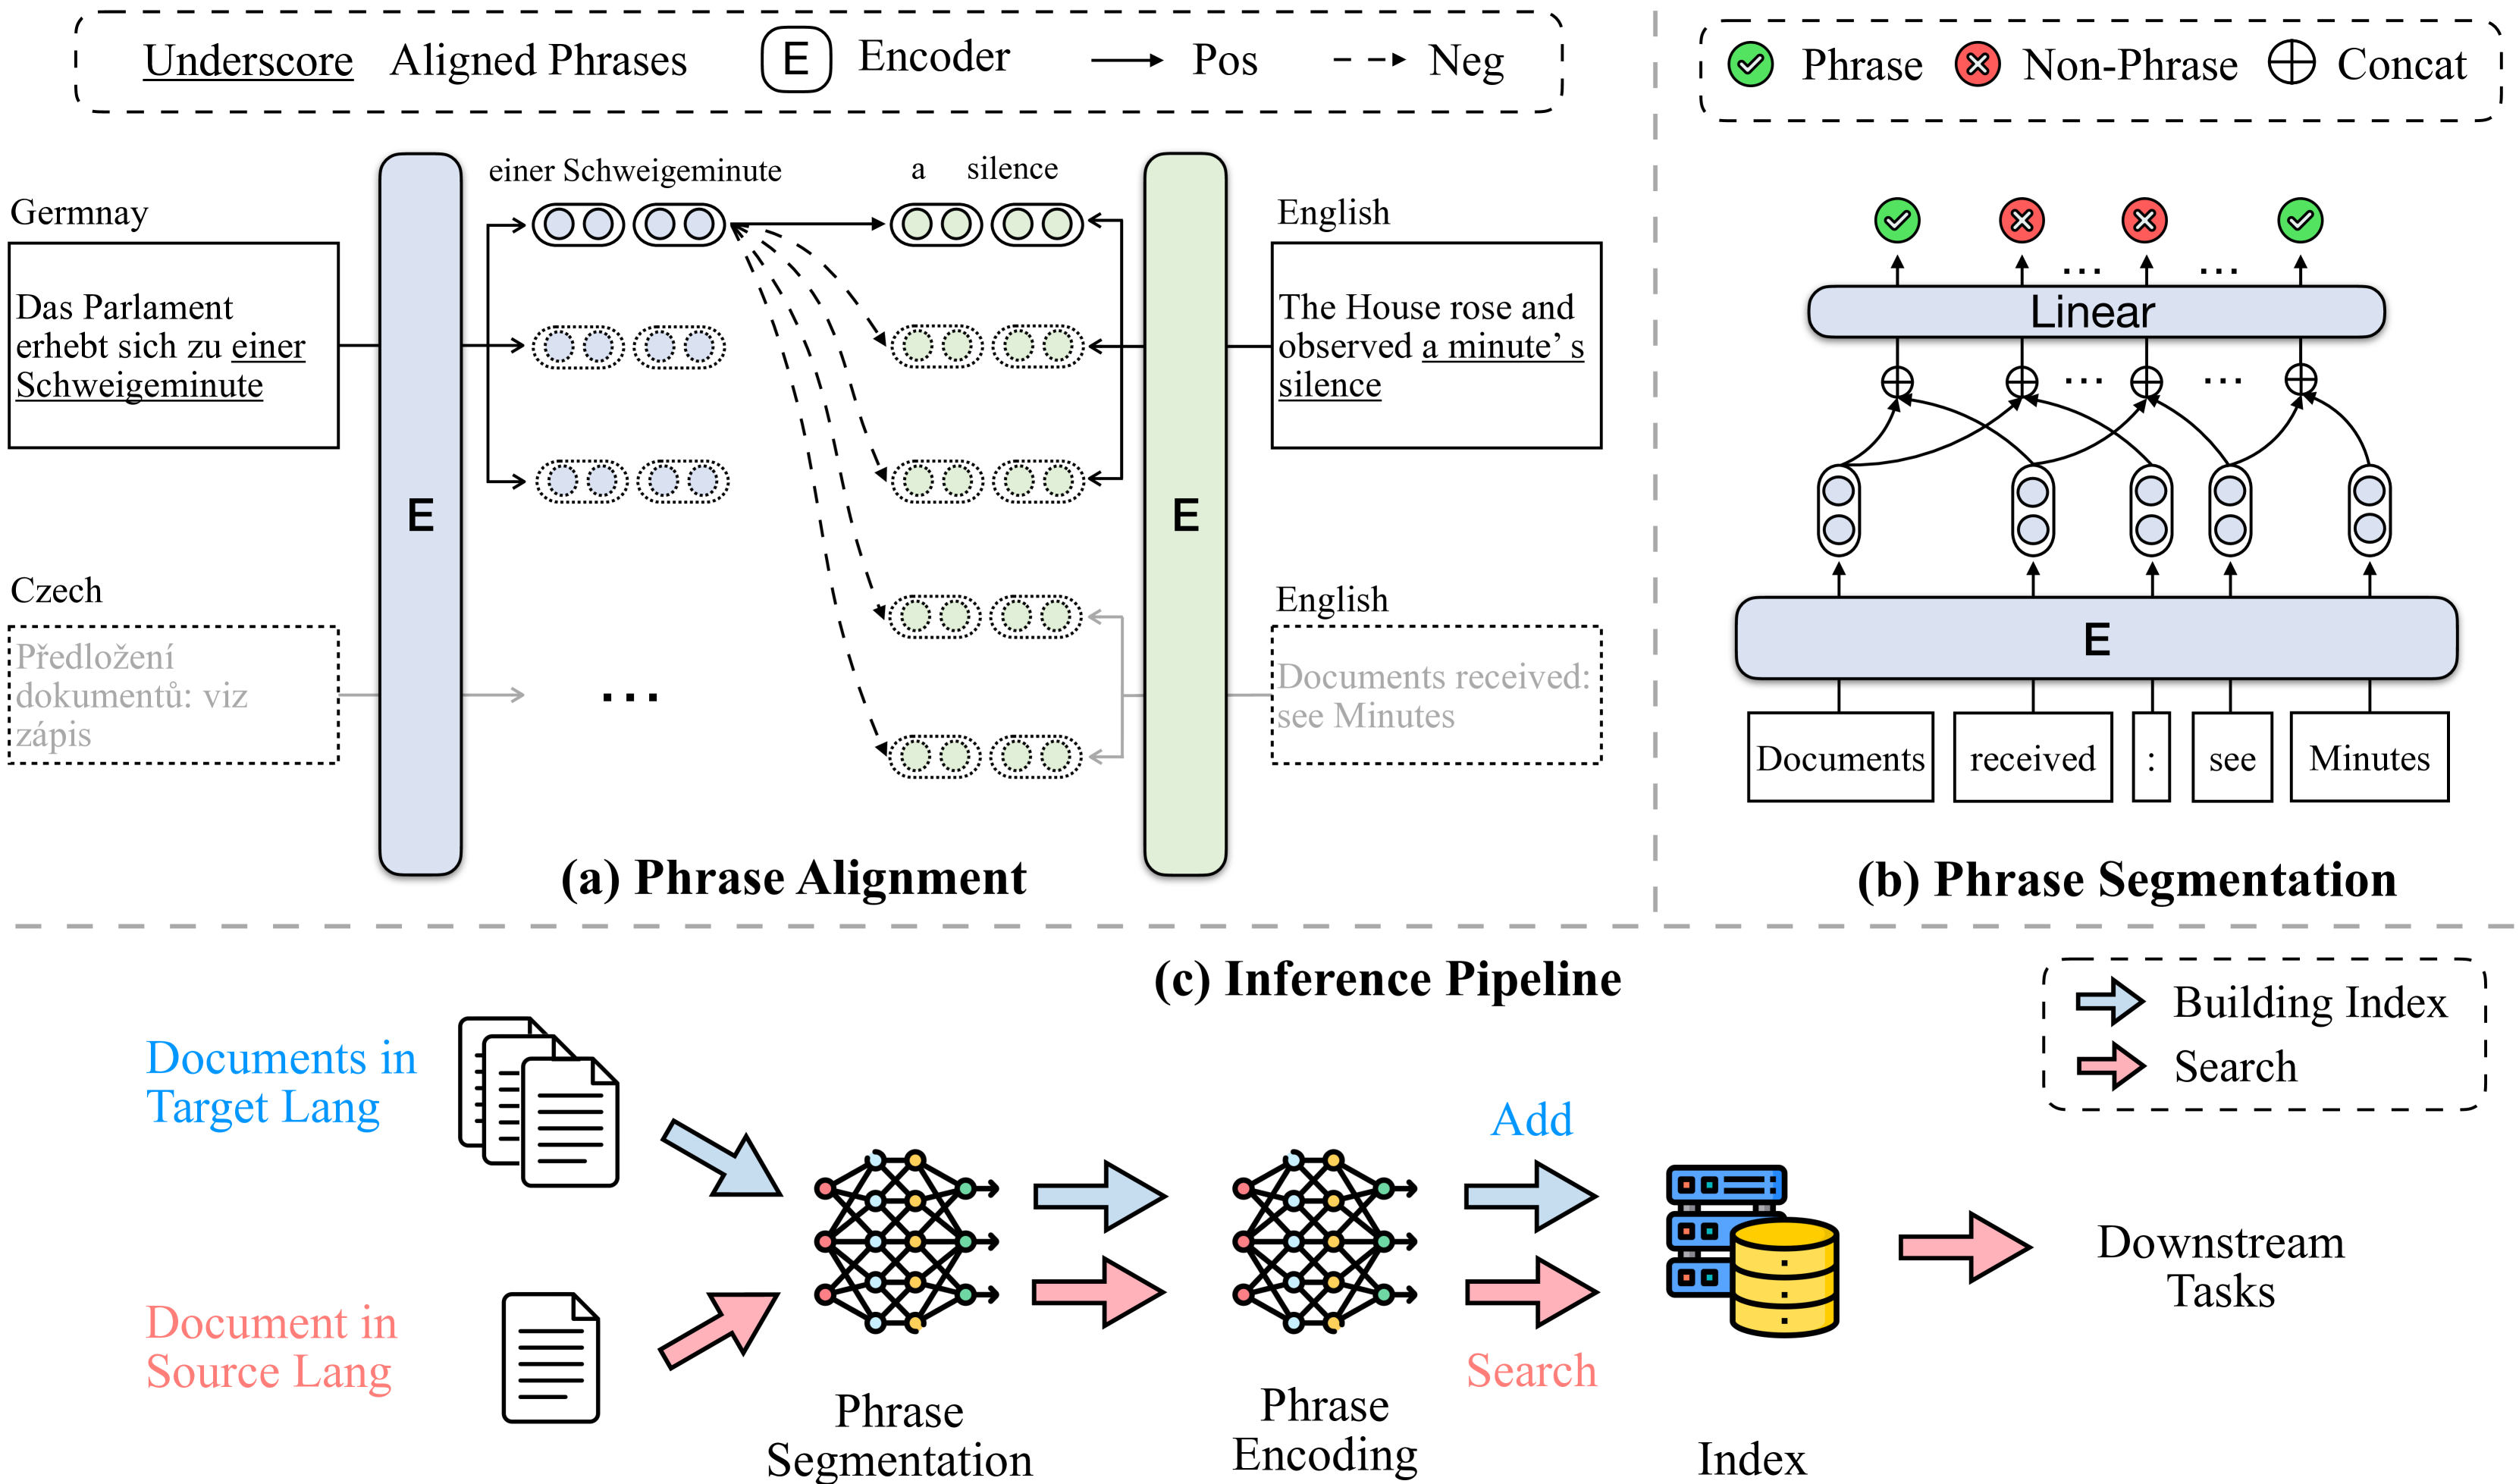 Underscore Aligned Phrases E Encoder Pos Neg
Phrase Non-Phrase Concat
einer Schweigeminute
a silence
Germnay
Das Parlament
erhebt sich zu einer
Schweigeminute
English
The House rose and
observed a minute’ s
silence
E
E
Czech
Předložení
dokumentů: viz
zápis
...
English
Documents received:
see Minutes
(a) Phrase Alignment
... ...
Linear
... ...
E
Documents received : see Minutes
(b) Phrase Segmentation
(c) Inference Pipeline
Building Index
Search
Documents in
Target Lang
Document in
Source Lang
Phrase
Segmentation
Phrase
Encoding
Add
Search
Index
Downstream
Tasks